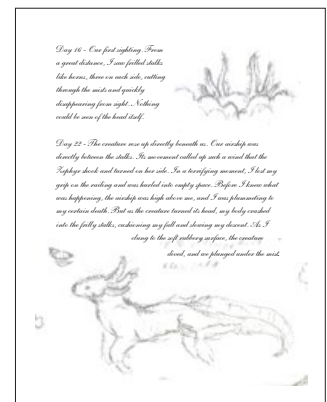 Day 16 - Our first sighting. From
a great distance, I saw frilled stalks
like horns, three on each side, cutting
through the mists and quickly
disappearing from sight. Nothing
could be seen of the head itself.
Day 22 - The creature rose up directly beneath us. Our airship was
directly between the stalks. Its movement called up such a wind that the
Zephyr shook and turned on her side. In a terrifying moment, I lost my
grip on the railing and was hurled into empty space. Before I knew what
was happening, the airship was high above me, and I was plummeting to
my certain death. But as the creature turned its head, my body crashed
into the frilly stalks, cushioning my fall and slowing my descent. As I
clung to the soft rubbery surface, the creature
dived, and we plunged under the mist.